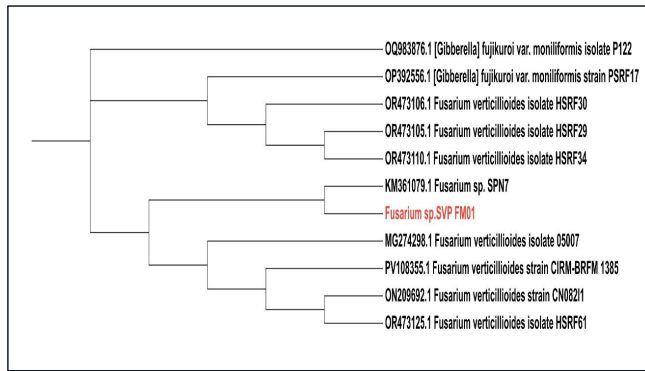 OQ983876.1 [Gibberella] fujikuroi var. moniliformis isolate P122
OP392556.1 [Gibberella] fujikuroi var. moniliformis strain PSRF17
OR473106.1 Fusarium verticillioides isolate HSRF30
OR473105.1 Fusarium verticillioides isolate HSRF29
OR473110.1 Fusarium verticillioides isolate HSRF34
KM361079.1 Fusarium sp. SPN7
Fusarium sp.SVP FM01
MG274298.1 Fusarium verticillioides isolate 05007
PV108355.1 Fusarium verticillioides strain CIRM-BRFM 1385
ON209692.1 Fusarium verticillioides strain CN082I1
OR473125.1 Fusarium verticillioides isolate HSRF61